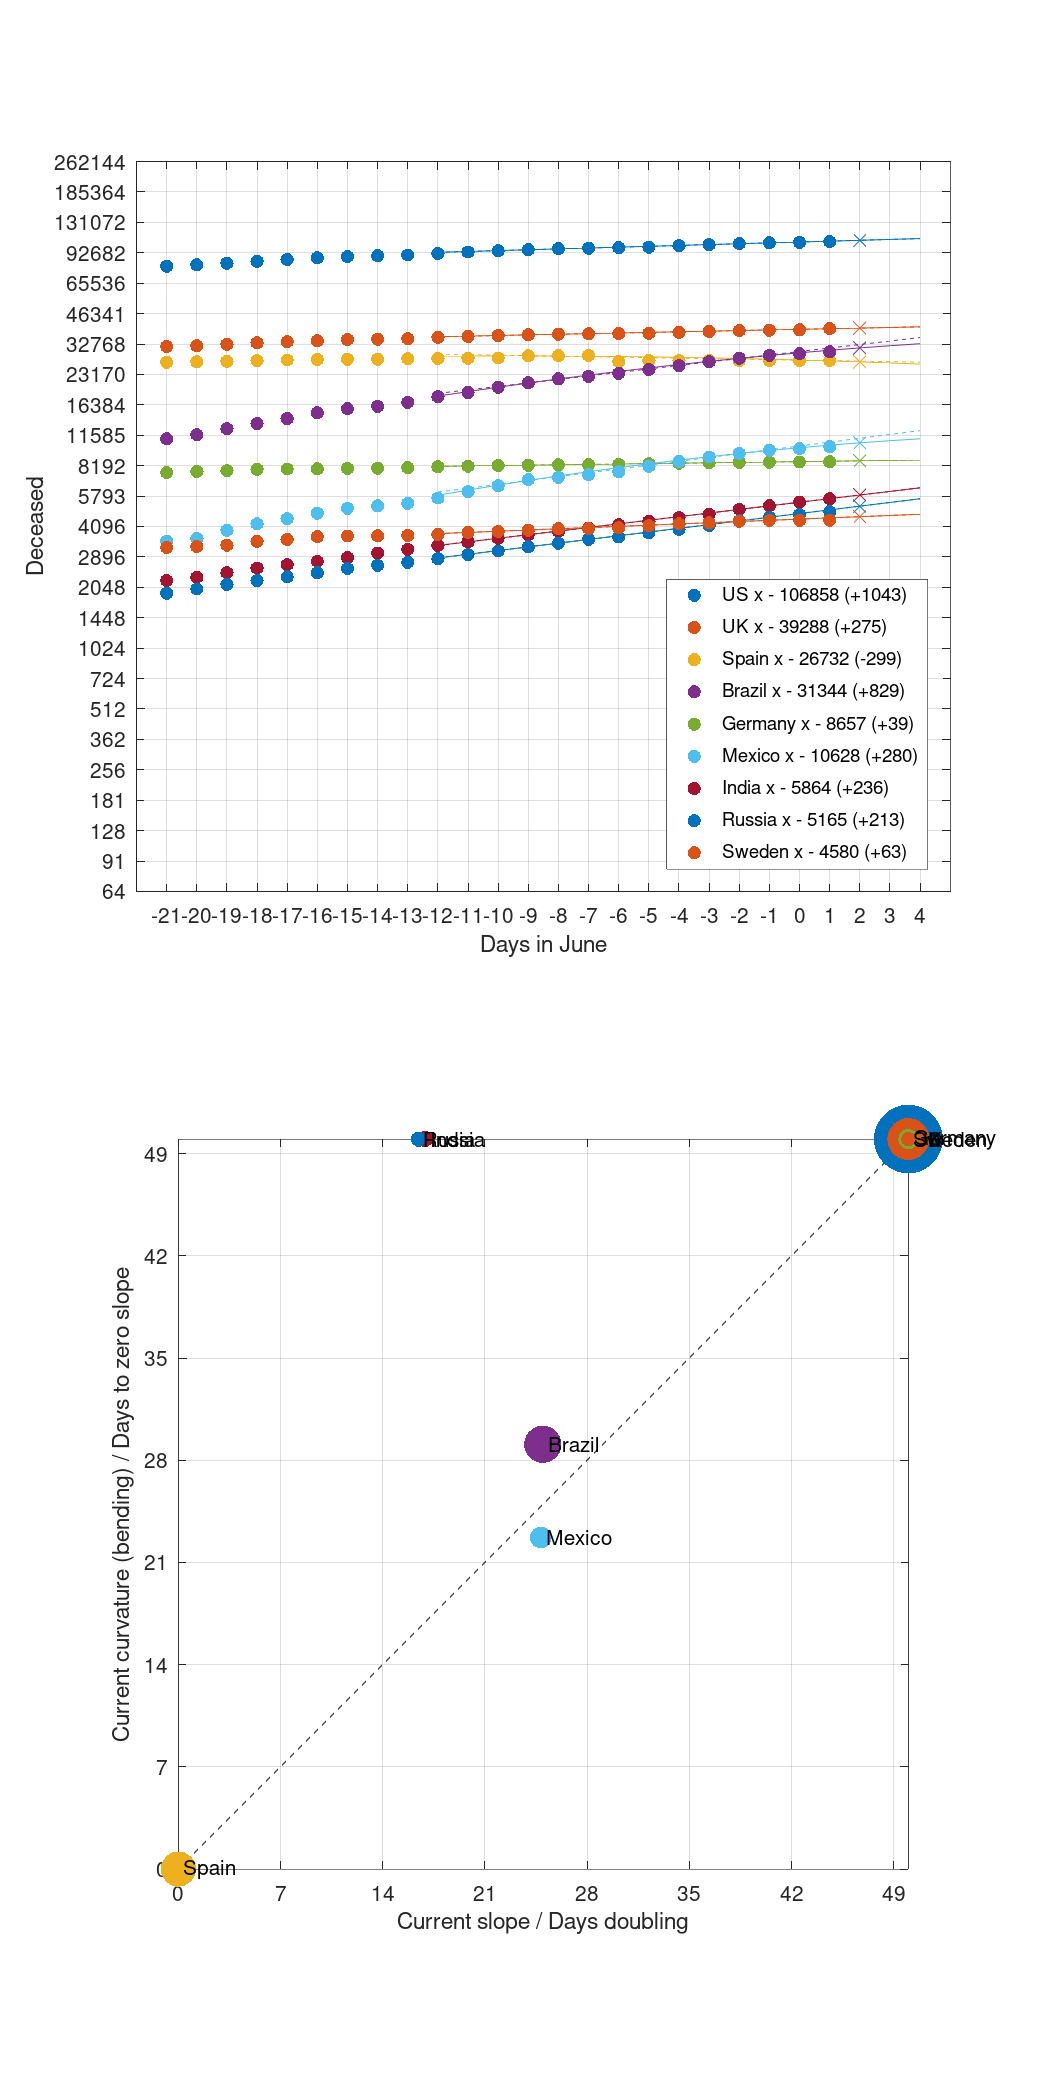 262144
185364
131072
92682
65536
46341
32768
23170
16384
11585
8192
5793
4096
2896
2048
1448
1024
724
512
362
256
181
128
91
64
Deceased
US x - 106858 (+1043)
UK x - 39288 (+275)
Spain x - 26732 (-299)
Brazil x - 31344 (+829)
Germany x - 8657 (+39)
Mexico x - 10628 (+280)
India x - 5864 (+236)
Russia x - 5165 (+213)
Sweden x - 4580 (+63)
-21 -20 -19 -18 -17 -16 -15 -14 -13 -12 -11 -10 -9 -8 -7 -6 -5 -4 -3 -2 -1 0 1 2 3 4
Days in June
Russia
Germany
49
42
35
28
21
14
7
0
Current curvature (bending) / Days to zero slope
Brazil
Mexico
Spain
0 7 14 21 28 35 42 49
Current slope / Days doubling